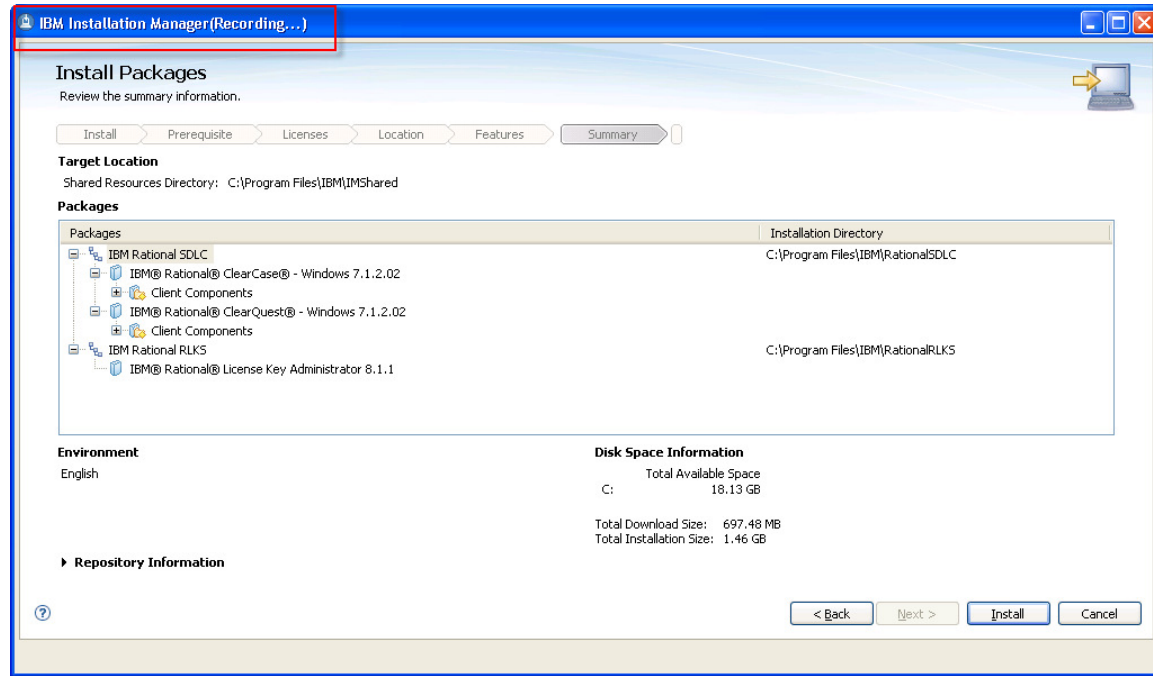 IBM Installation Manager(Recording...)
Install Packages
Review the summary information.
Install Prerequisite Licenses Location Features Summary
Target Location
Shared Resources Directory: C:\Program Files\IBM\IMShared
Packages
Packages Installation Directory
IBM Rational SDLC C:\Program Files\IBM\RationalSDLC
IBM® Rational® ClearCase® - Windows 7.1.2.02
Client Components
IBM® Rational® ClearQuest® - Windows 7.1.2.02
Client Components
IBM Rational RLKS C:\Program Files\IBM\RationalRLKS
IBM® Rational® License Key Administrator 8.1.1
Environment Disk Space Information
English Total Available Space
C: 18.13 GB
Total Download Size: 697.48 MB
Total Installation Size: 1.46 GB
Repository Information
? < Back Next > Install Cancel